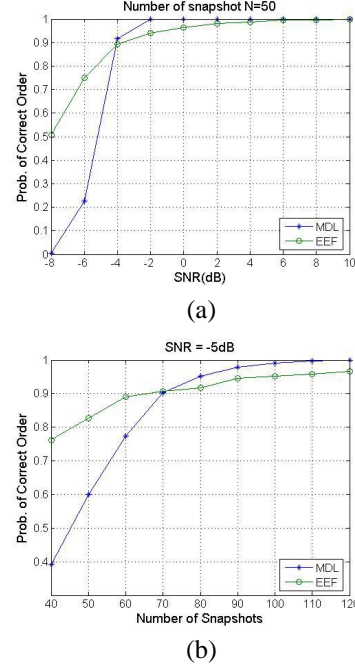 Number of snapshot N=50
Prob. of Correct Order
1
0.9
0.8
0.7
0.6
0.5
0.4
0.3
0.2
0.1
0
-8 -6 -4 -2 0 2 4 6 8 10
SNR(dB)
MDL
EEF
(a)
SNR = -5dB
Prob. of Correct Order
1
0.9
0.8
0.7
0.6
0.5
0.4
40 50 60 70 80 90 100 110 120
Number of Snapshots
MDL
EEF
(b)